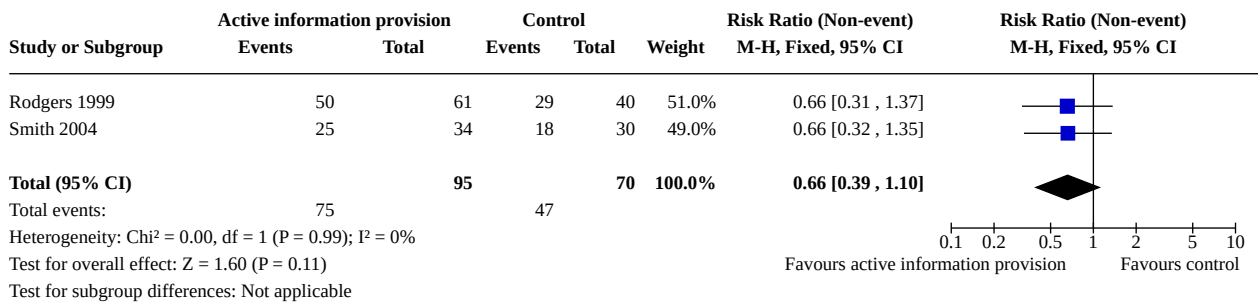 Active information provision Control Risk Ratio (Non-event) Risk Ratio (Non-event)
Study or Subgroup Events Total Events Total Weight M-H, Fixed, 95% CI M-H, Fixed, 95% CI
Rodgers 1999 50 61 29 40 51.0% 0.66 [0.31 , 1.37]
Smith 2004 25 34 18 30 49.0% 0.66 [0.32 , 1.35]
Total (95% CI) 95 70 100.0% 0.66 [0.39 , 1.10]
Total events: 75 47
Heterogeneity: Chi² = 0.00, df = 1 (P = 0.99); I² = 0%
0.1 0.2 0.5 1 2 5 10
Test for overall effect: Z = 1.60 (P = 0.11) Favours active information provision Favours control
Test for subgroup differences: Not applicable